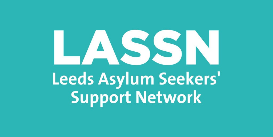 LASSN
Leeds Asylum Seekers'
Support Network